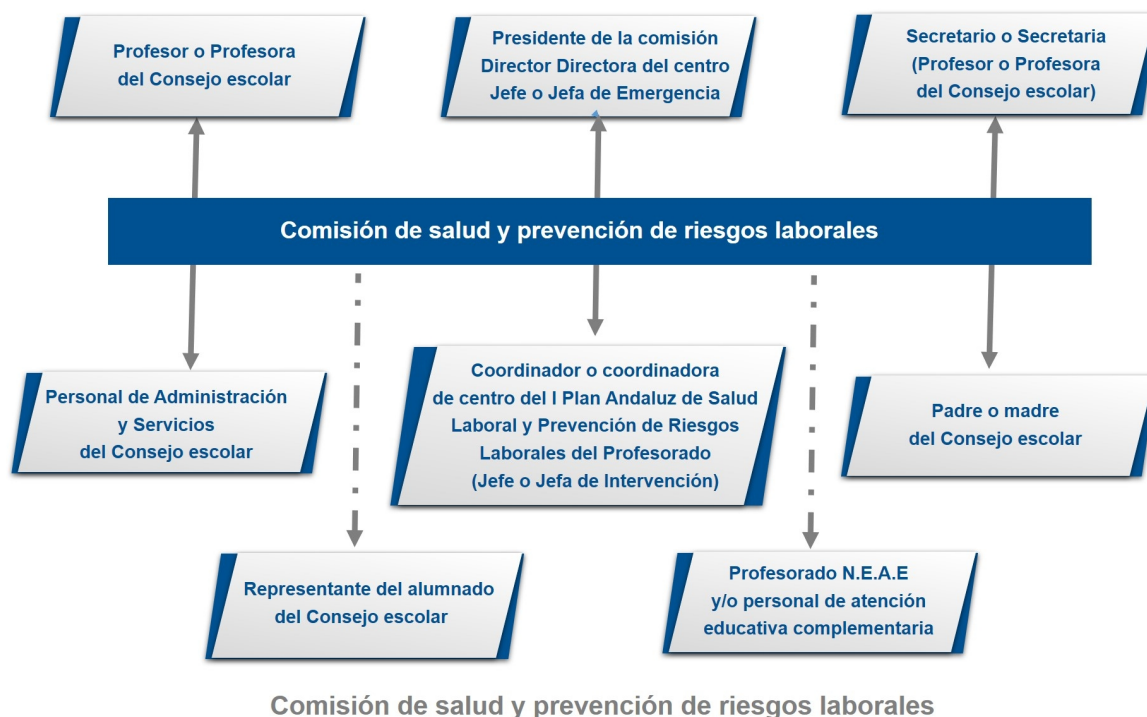 Profesor o Profesora
del Consejo escolar
Presidente de la comisión
Director Directora del centro
Jefe o Jefa de Emergencia
Secretario o Secretaria
(Profesor o Profesora
del Consejo escolar)
Comisión de salud y prevención de riesgos laborales
Personal de Administración
y Servicios
del Consejo escolar
Coordinador o coordinadora
de centro del I Plan Andaluz de Salud
Laboral y Prevención de Riesgos
Laborales del Profesorado
(Jefe o Jefa de Intervención)
Padre o madre
del Consejo escolar
Representante del alumnado
del Consejo escolar
Profesorado N.E.A.E
y/o personal de atención
educativa complementaria
Comisión de salud y prevención de riesgos laborales